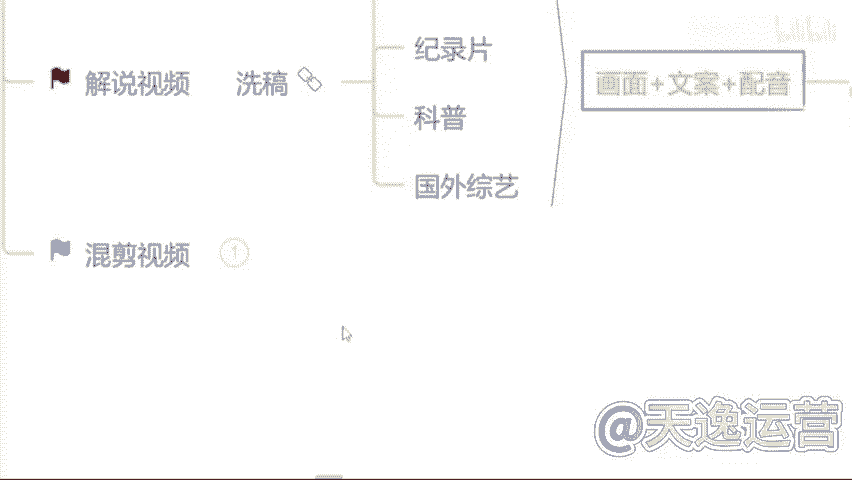 纪录片
解说视频 洗稿
画面+文案+配音
科普
国外综艺
混剪视频 1
@天逸运营